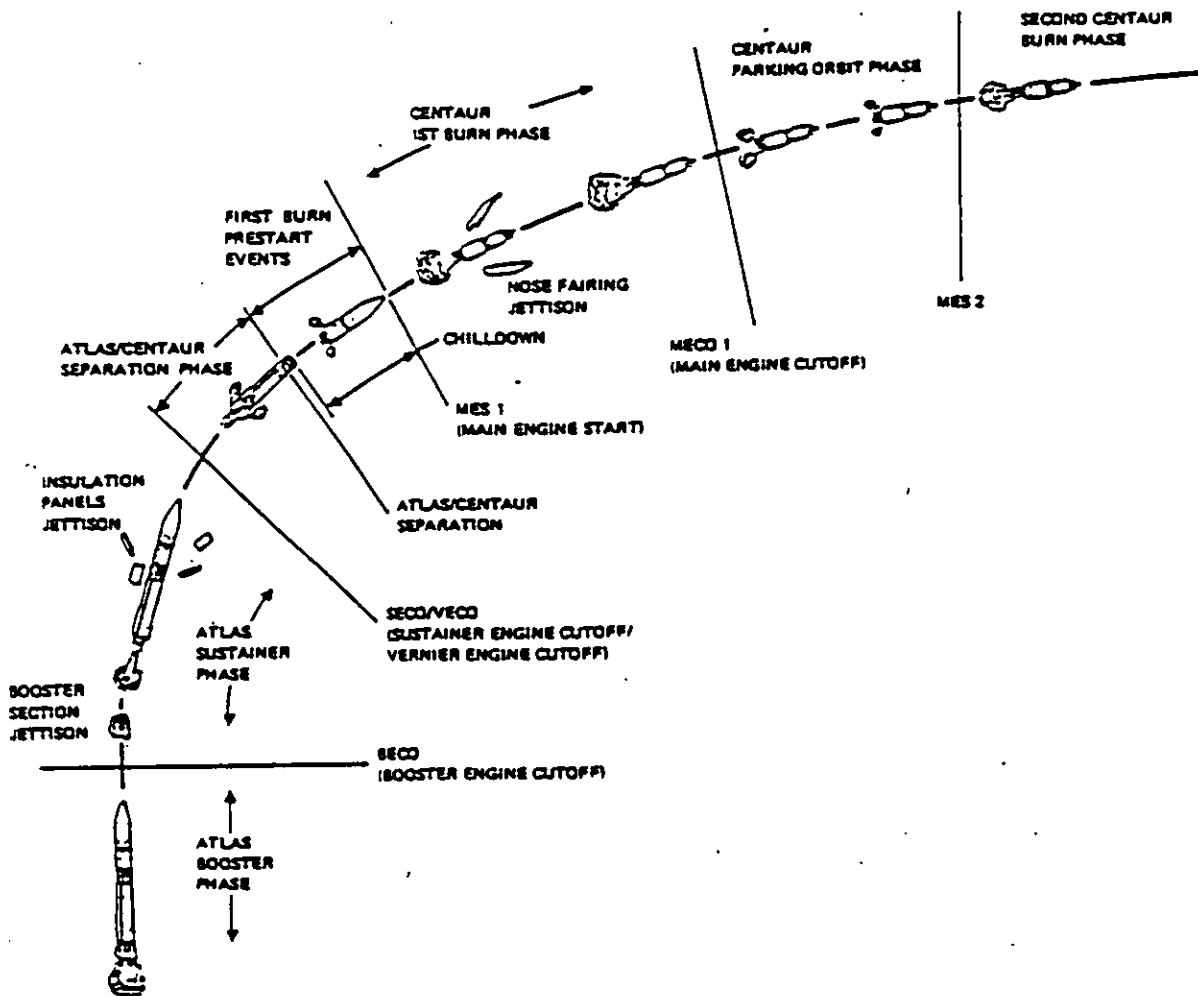 SECOND CENTAUR
BURN PHASE
CENTAUR
PARKING ORBIT PHASE
CENTAUR
1ST BURN PHASE
FIRST BURN
PRESTART
EVENTS
NOSE FAIRING
JETTISON
MES 2
ATLAS/CENTAUR
SEPARATION PHASE
CHILLDOWN
MECO 1
(MAIN ENGINE CUTOFF)
MES 1
(MAIN ENGINE START)
INSULATION
PANELS
JETTISON
ATLAS/CENTAUR
SEPARATION
SECO/VECO
(SUSTAINER ENGINE CUTOFF/
VERNIER ENGINE CUTOFF)
ATLAS
SUSTAINER
PHASE
BOOSTER
SECTION
JETTISON
BECO
(BOOSTER ENGINE CUTOFF)
ATLAS
BOOSTER
PHASE